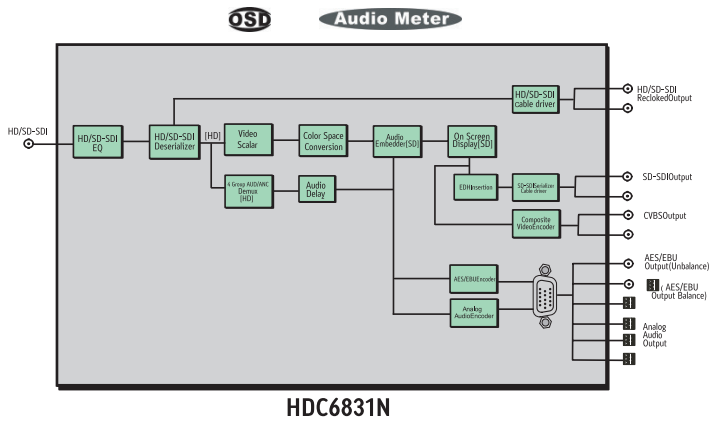 OSD
Audio Meter
HD/SD-SDI
cable driver
HD/SD-SDI
ReclokedOutput
HD/SD-SDI
HD/SD-SDI
EQ
HD/SD-SDI
Deserializer
[HD]
Video
Scalar
Color Space
Conversion
Audio
Embedder[SD]
On Screen
Display[SD]
4 Group AUD/ANC
Demux
[HD]
Audio
Delay
EDHInsertion
SD-SDISerializer
Cable driver
SD-SDIOutput
Composite
VideoEncoder
CVBSOutput
AES/EBUEncoder
Analog
AudioEncoder
AES/EBU
Output(Unbalance)
( AES/EBU
Output Balance)
Analog
Audio
Output
HDC6831N